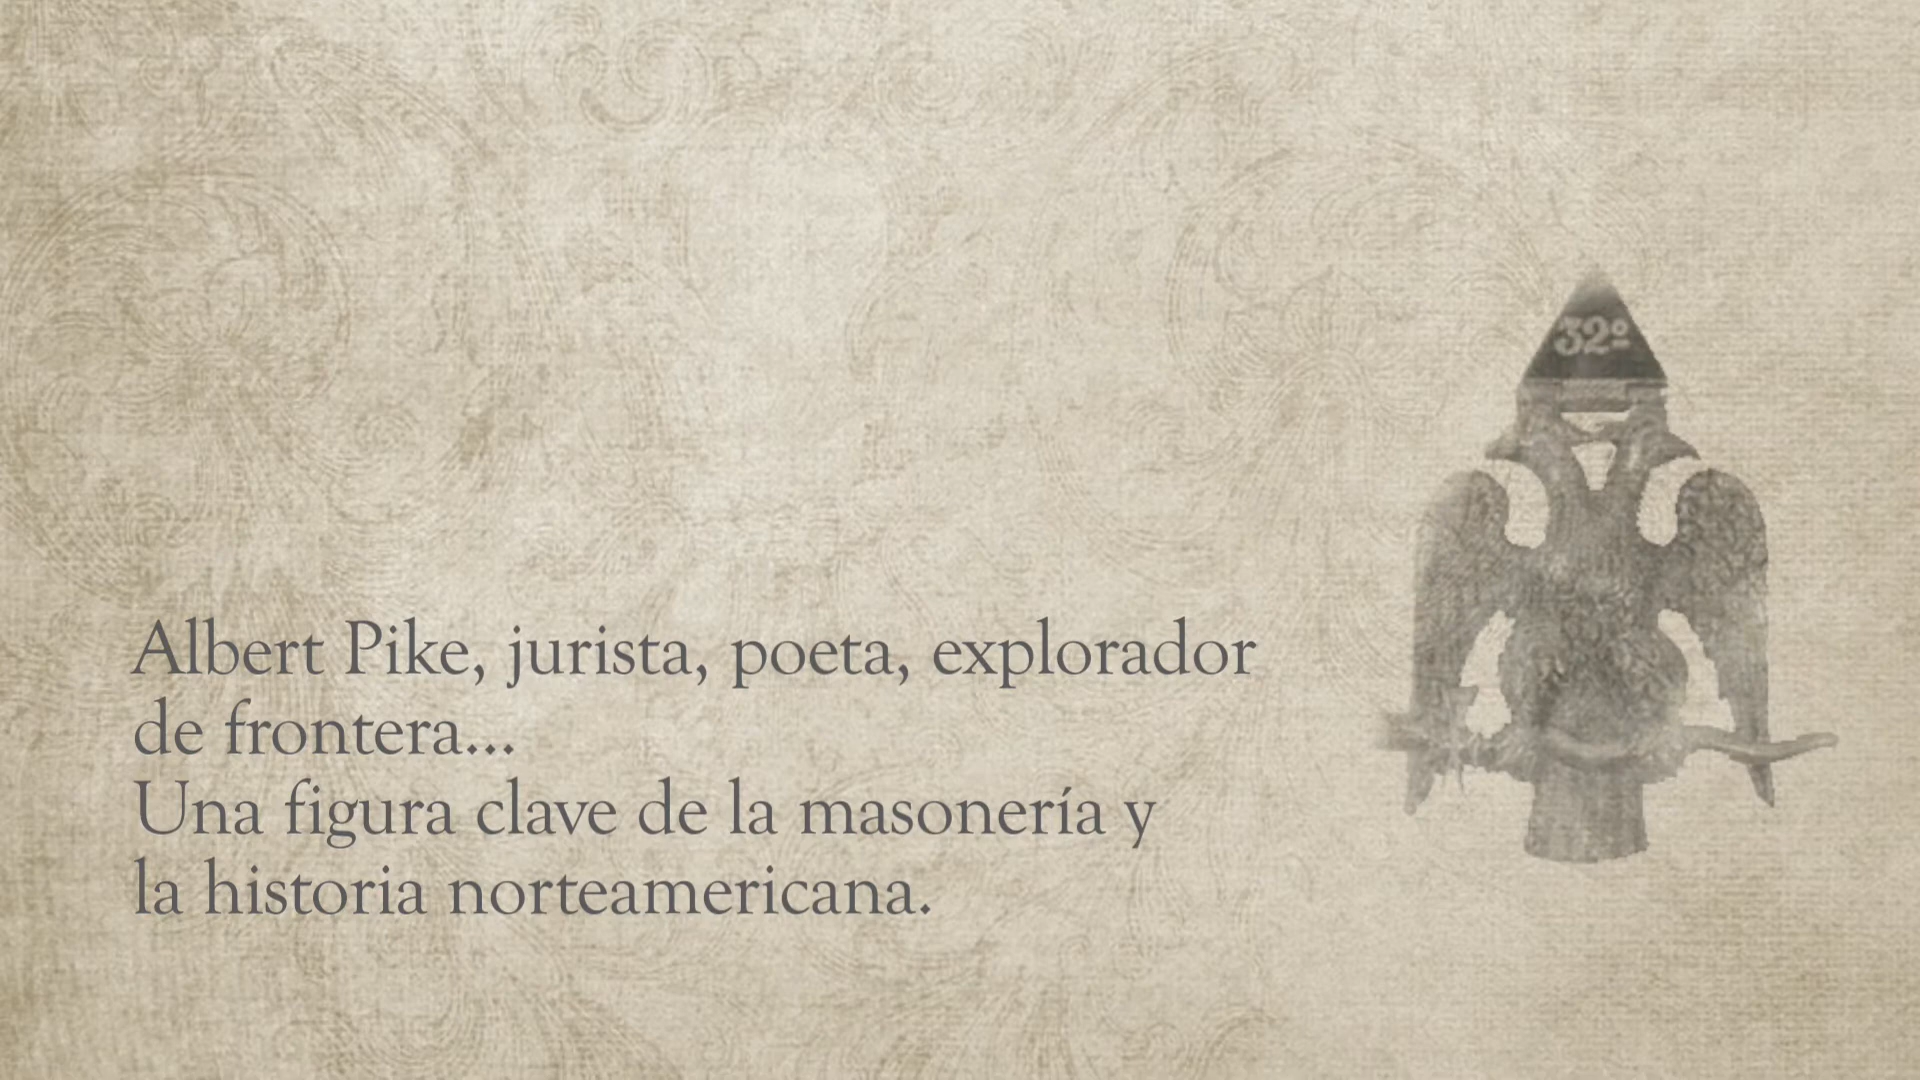 32º
Albert Pike, jurista, poeta, explorador
de frontera...
Una figura clave de la masonería y
la historia norteamericana.